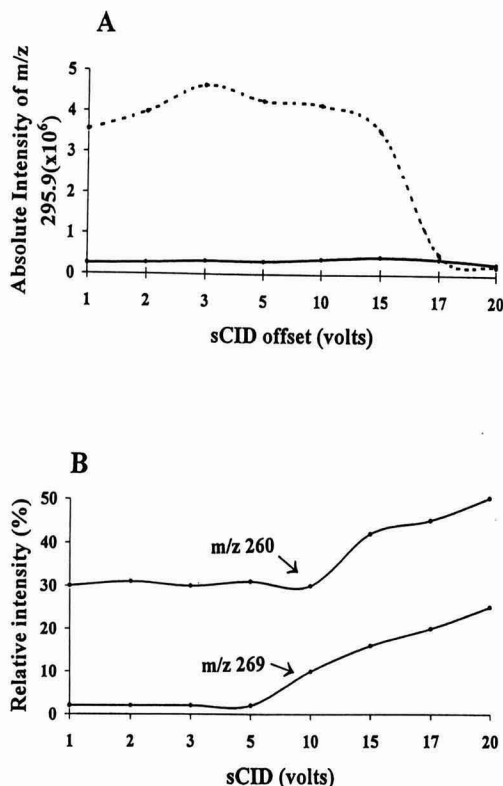 A
Absolute Intensity of m/z
295.9(x10⁶)
5
4
3
2
1
0
1 2 3 5 10 15 17 20
sCID offset (volts)
B
Relative intensity (%)
50
40
30
20
10
0
m/z 260
m/z 269
1 2 3 5 10 15 17 20
sCID (volts)